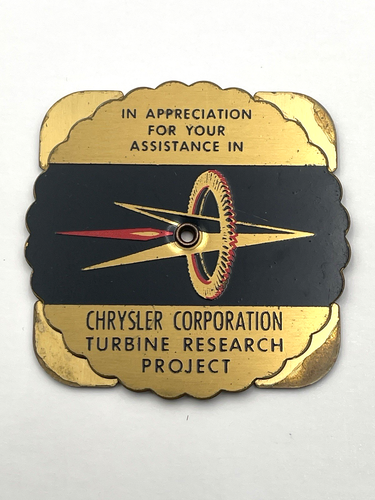 IN APPRECIATION
FOR YOUR
ASSISTANCE IN
CHRYSLER CORPORATION
TURBINE RESEARCH
PROJECT